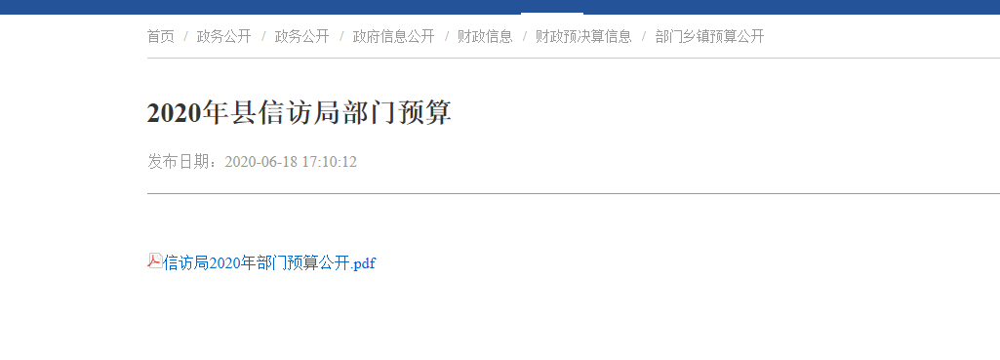 首页 / 政务公开 / 政务公开 / 政府信息公开 / 财政信息 / 财政预决算信息 / 部门乡镇预算公开
2020年县信访局部门预算
发布日期：2020-06-18 17:10:12
信访局2020年部门预算公开.pdf